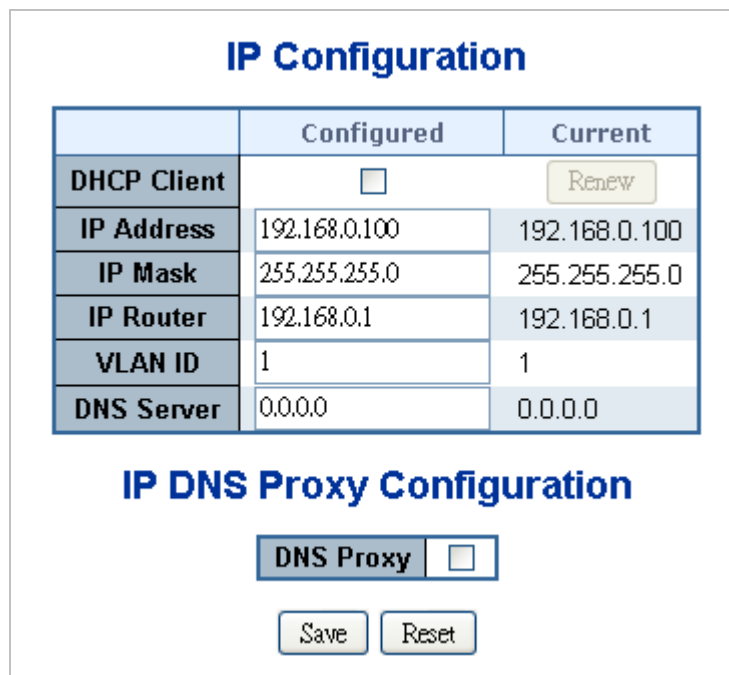 IP Configuration
Configured Current
DHCP Client Renew
IP Address 192.168.0.100 192.168.0.100
IP Mask 255.255.255.0 255.255.255.0
IP Router 192.168.0.1 192.168.0.1
VLAN ID 1 1
DNS Server 0.0.0.0 0.0.0.0
IP DNS Proxy Configuration
DNS Proxy
Save Reset